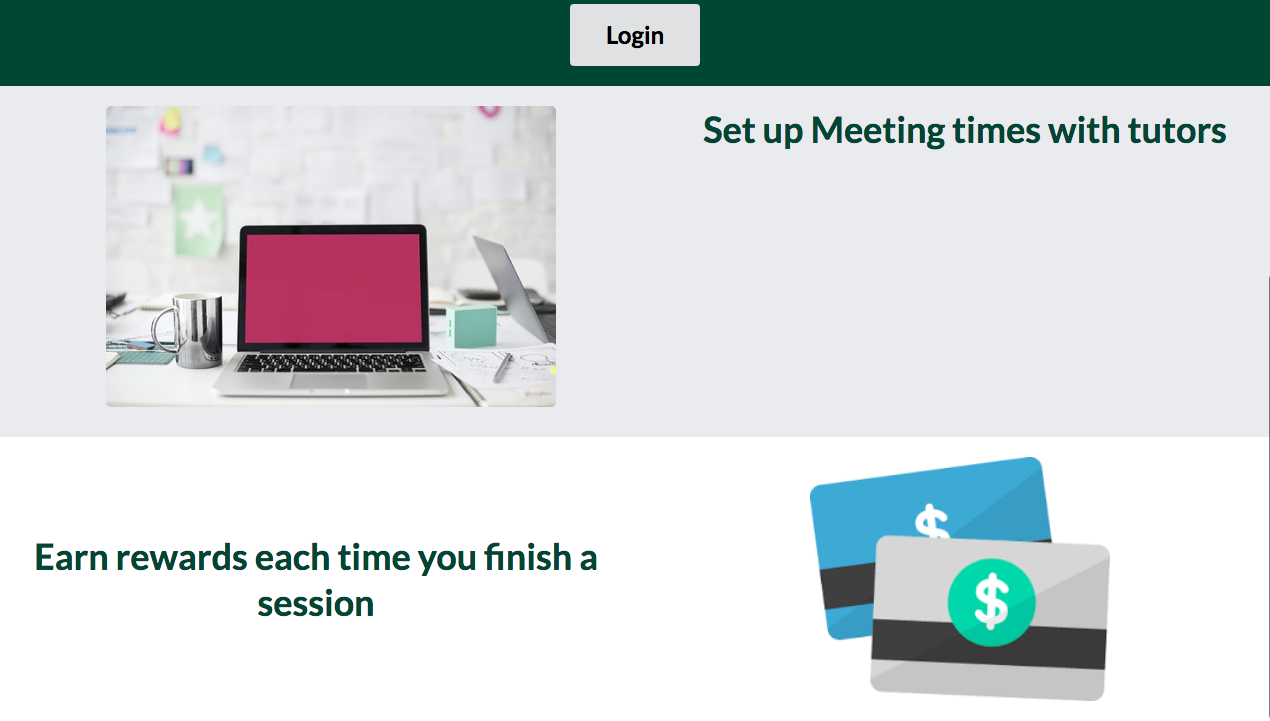 Login
Set up Meeting times with tutors
Earn rewards each time you finish a
session
$
$